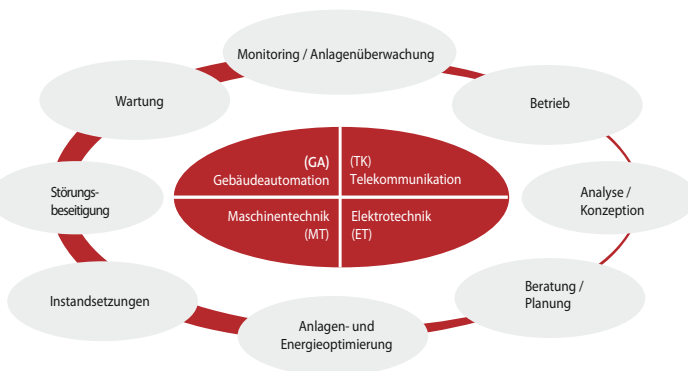 Monitoring / Anlagenüberwachung
Wartung
Betrieb
(GA)
Gebäudeautomation
(TK)
Telekommunikation
Störungs-
beseitigung
Analyse /
Konzeption
Maschinentechnik
(MT)
Elektrotechnik
(ET)
Instandsetzungen
Beratung /
Planung
Anlagen- und
Energieoptimierung